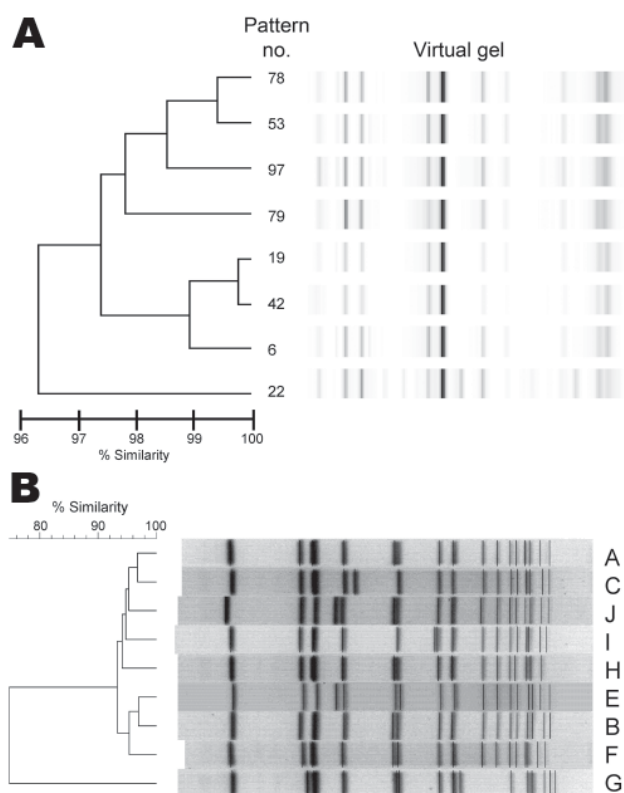 A
Pattern
no.
Virtual gel
78
53
97
79
19
42
6
22
96 97 98 99 100
% Similarity
B
% Similarity
80 90 100
A
C
J
I
H
E
B
F
G